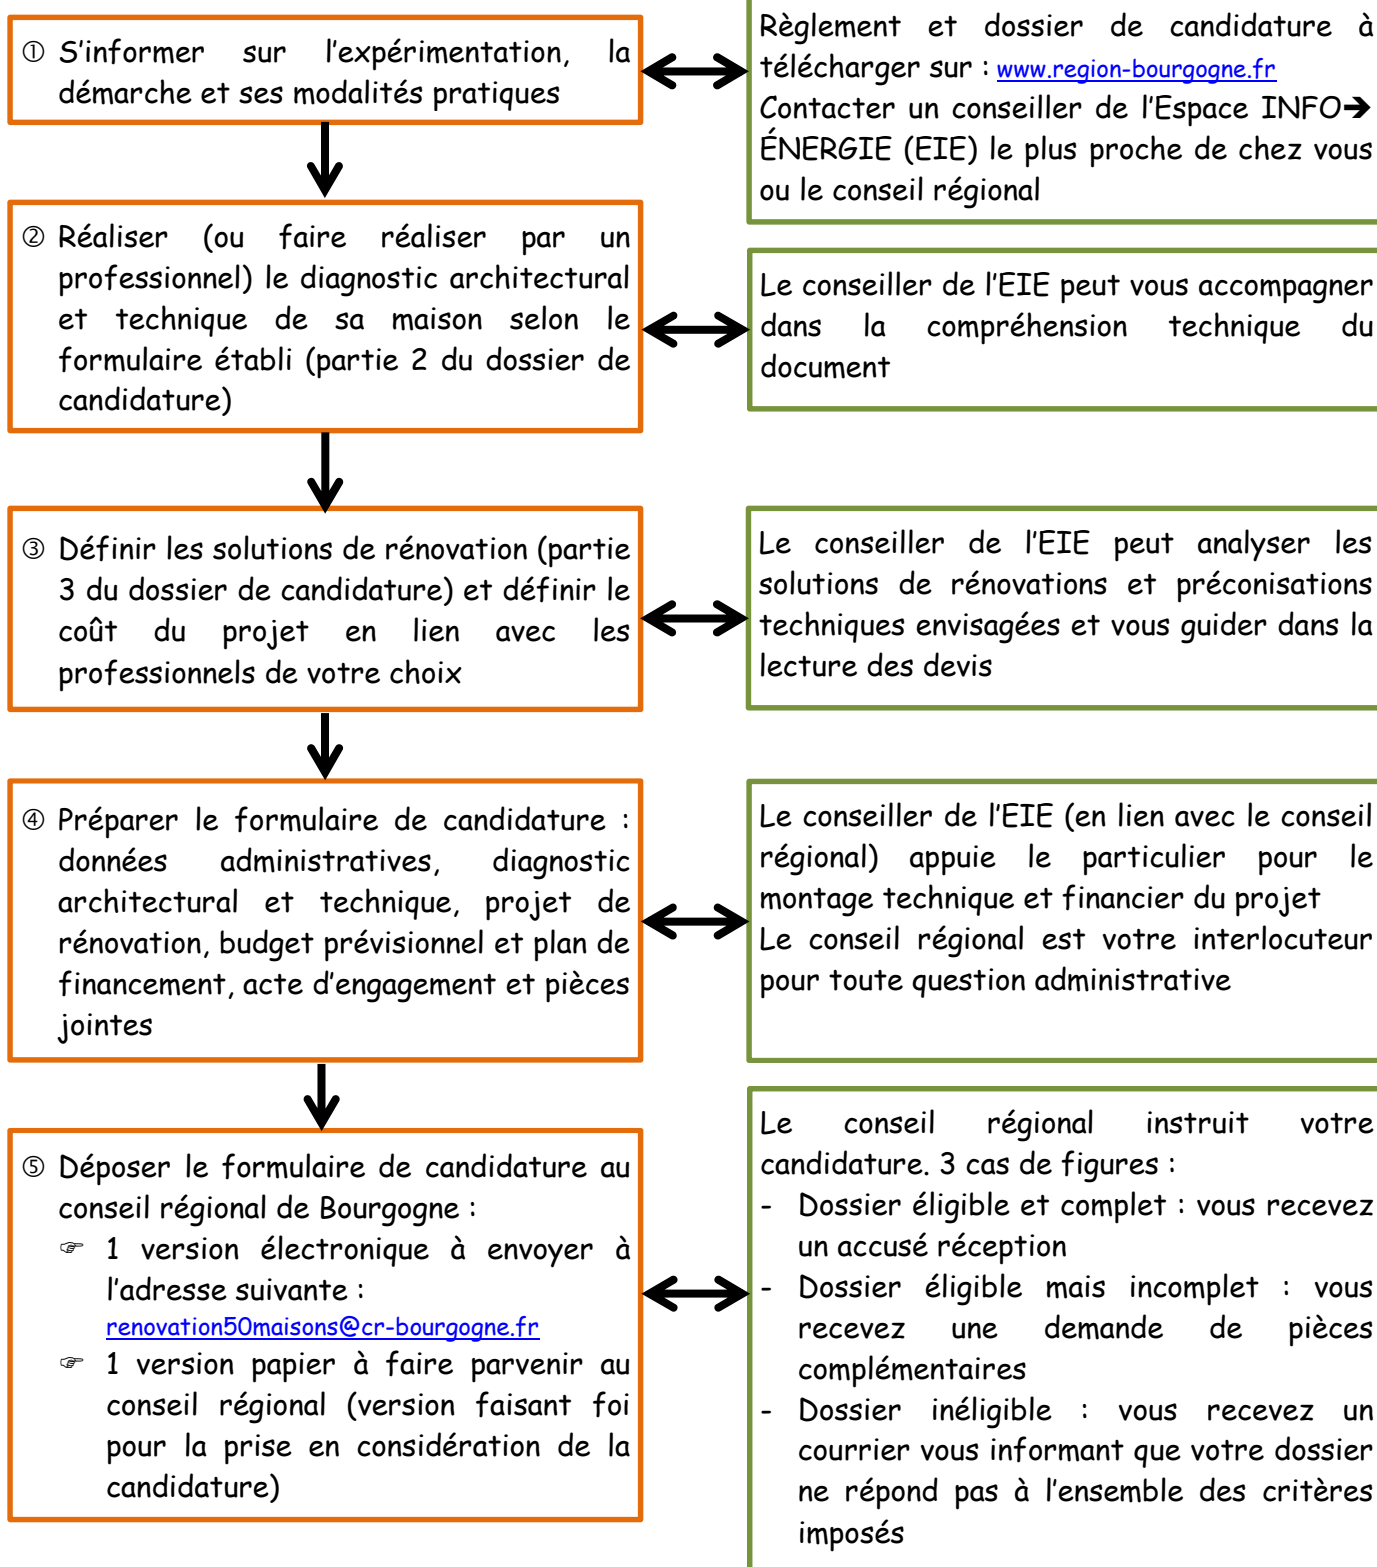 ① S’informer sur l’expérimentation, la
démarche et ses modalités pratiques
Règlement et dossier de candidature à
télécharger sur : www.region-bourgogne.fr
Contacter un conseiller de l’Espace INFO➔
ÉNERGIE (EIE) le plus proche de chez vous
ou le conseil régional
② Réaliser (ou faire réaliser par un
professionnel) le diagnostic architectural
et technique de sa maison selon le
formulaire établi (partie 2 du dossier de
candidature)
Le conseiller de l’EIE peut vous accompagner
dans la compréhension technique du
document
③ Définir les solutions de rénovation (partie
3 du dossier de candidature) et définir le
coût du projet en lien avec les
professionnels de votre choix
Le conseiller de l’EIE peut analyser les
solutions de rénovations et préconisations
techniques envisagées et vous guider dans la
lecture des devis
④ Préparer le formulaire de candidature :
données administratives, diagnostic
architectural et technique, projet de
rénovation, budget prévisionnel et plan de
financement, acte d’engagement et pièces
jointes
Le conseiller de l’EIE (en lien avec le conseil
régional) appuie le particulier pour le
montage technique et financier du projet
Le conseil régional est votre interlocuteur
pour toute question administrative
⑤ Déposer le formulaire de candidature au
conseil régional de Bourgogne :
☞ 1 version électronique à envoyer à
l’adresse suivante :
renovation50maisons@cr-bourgogne.fr
☞ 1 version papier à faire parvenir au
conseil régional (version faisant foi
pour la prise en considération de la
candidature)
Le conseil régional instruit votre
candidature. 3 cas de figures :
- Dossier éligible et complet : vous recevez
un accusé réception
- Dossier éligible mais incomplet : vous
recevez une demande de pièces
complémentaires
- Dossier inéligible : vous recevez un
courrier vous informant que votre dossier
ne répond pas à l’ensemble des critères
imposés